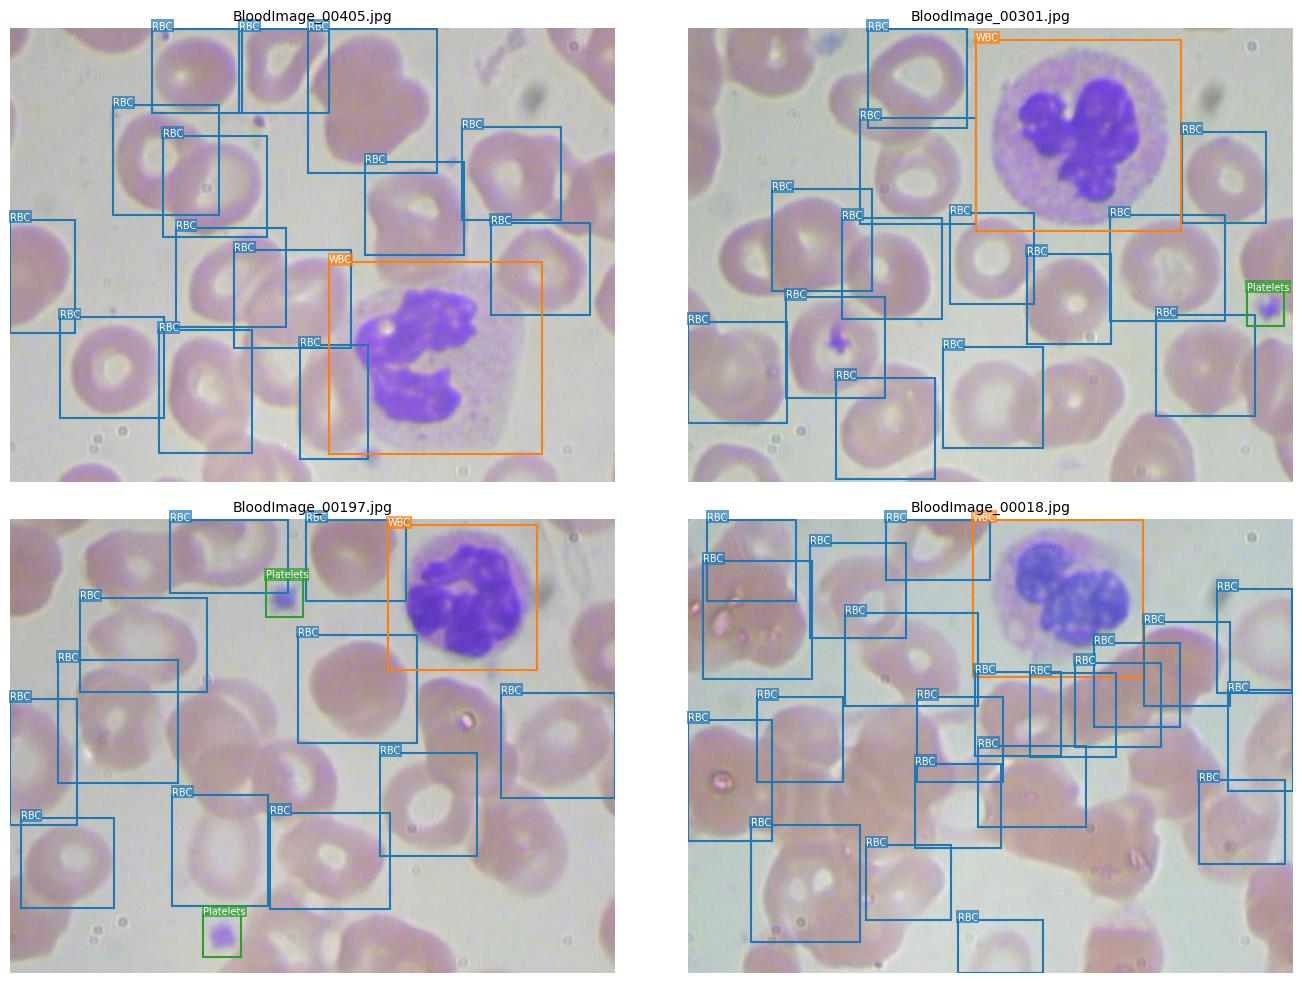 BloodImage_00405.jpg
RBC RBC RBC
RBC
RBC
RBC
RBC
RBC
RBC
RBC
RBC
WBC
RBC
RBC
RBC
BloodImage_00301.jpg
RBC
WBC
RBC
RBC
RBC
RBC
RBC
RBC
RBC
Platelets
RBC
RBC
RBC
RBC
RBC
BloodImage_00197.jpg
RBC RBC WBC
Platelets
RBC
RBC
RBC
RBC
RBC
RBC
RBC
RBC
RBC
Platelets
BloodImage_00018.jpg
RBC RBC WBC
RBC
RBC
RBC
RBC
RBC
RBC
RBC
RBC RBC
RBC
RBC RBC
RBC
RBC
RBC
RBC
RBC
RBC
RBC